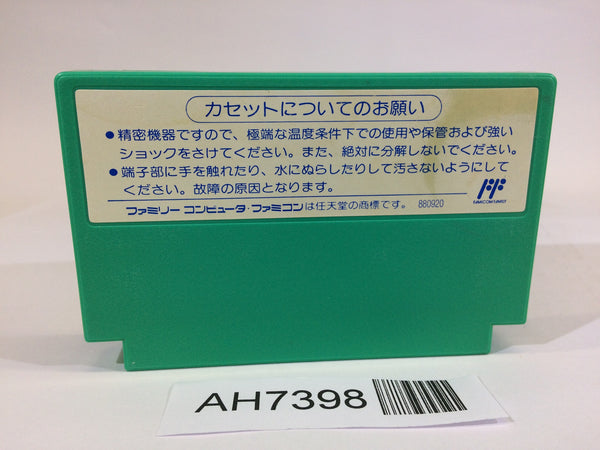 カセットについてのお願い
●精密機器ですので、極端な温度条件下での使用や保管および強い
ショックをさけてください。また、絶対に分解しないでください。
●端子部に手を触れたり、水にぬらしたりして汚さないようにして
ください。故障の原因となります。
ファミリーコンピュータ・ファミコンは任天堂の商標です。 880920
FAMICOM FAMILY
AH7398